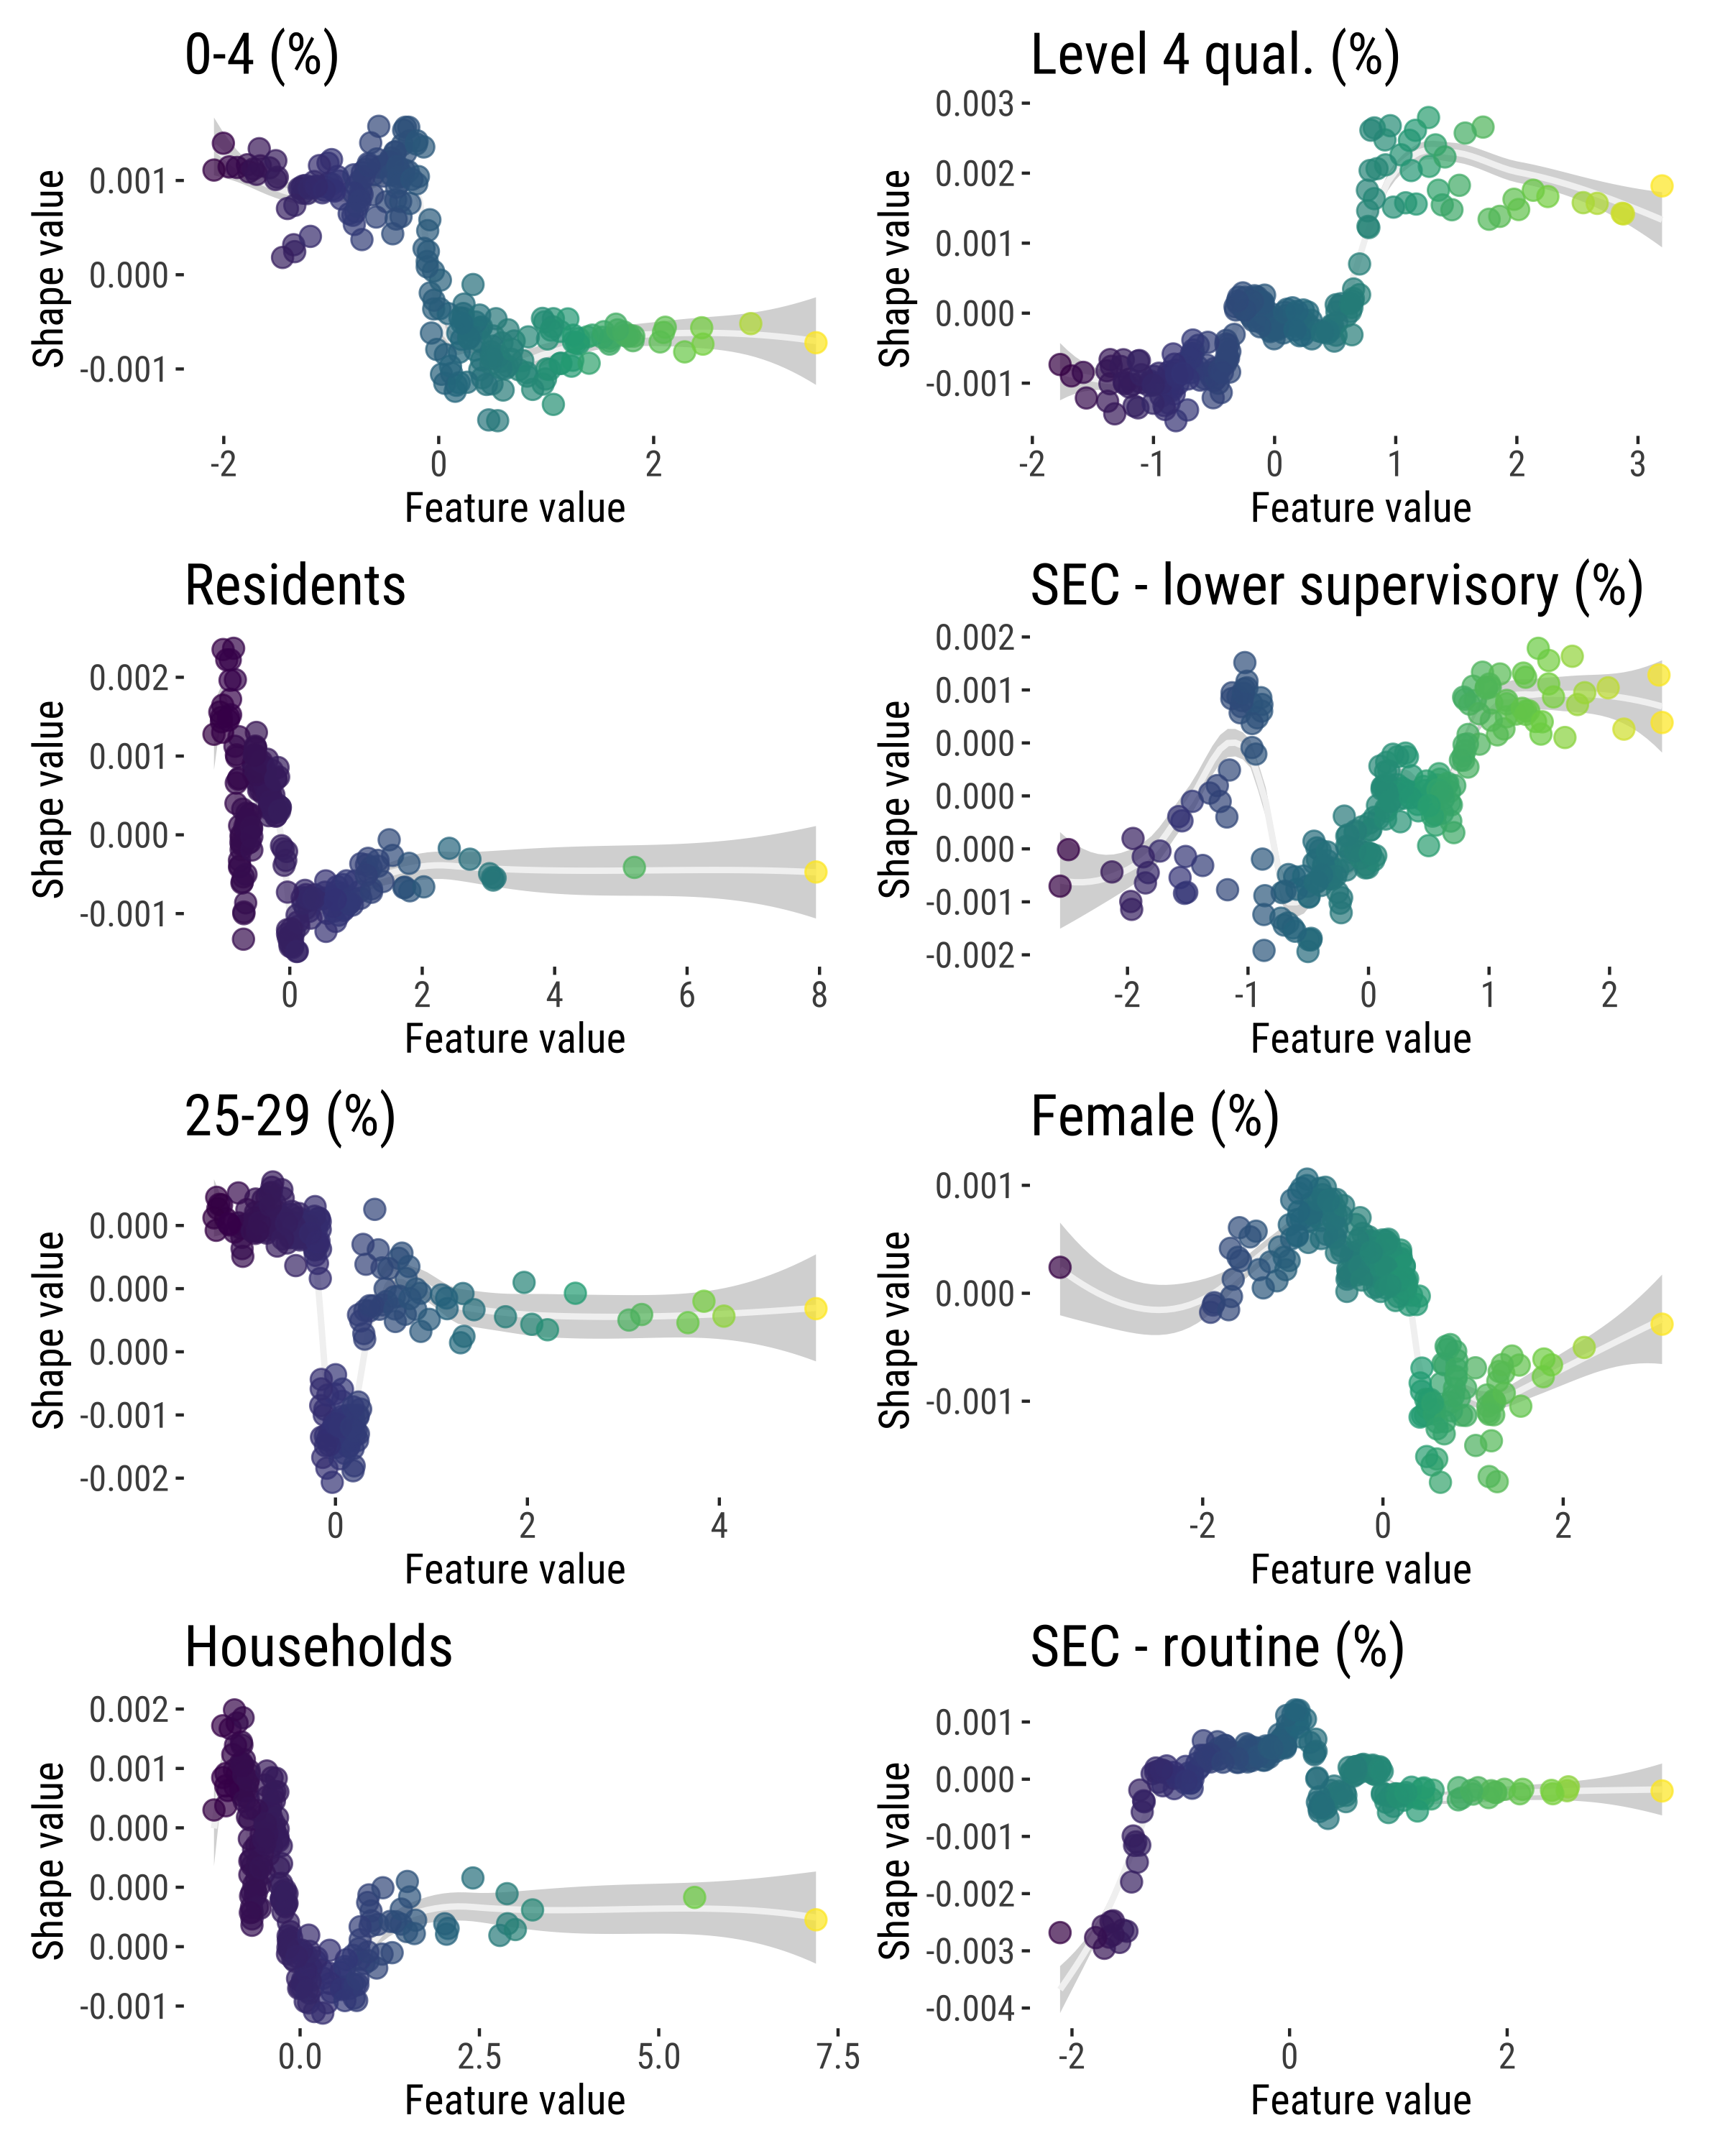 0-4 (%)
Shape value
0.001
0.000
-0.001
-2 0 2
Feature value
Level 4 qual. (%)
Shape value
0.003
0.002
0.001
0.000
-0.001
-2 -1 0 1 2 3
Feature value
Residents
Shape value
0.002
0.001
0.000
-0.001
0 2 4 6 8
Feature value
SEC - lower supervisory (%)
Shape value
0.002
0.001
0.000
0.000
0.000
-0.001
-0.002
-2 -1 0 1 2
Feature value
25-29 (%)
Shape value
0.000
0.000
0.000
-0.001
-0.002
0 2 4
Feature value
Female (%)
Shape value
0.001
0.000
-0.001
-2 0 2
Feature value
Households
Shape value
0.002
0.001
0.000
0.000
0.000
-0.001
0.0 2.5 5.0 7.5
Feature value
SEC - routine (%)
Shape value
0.001
0.000
-0.001
-0.002
-0.003
-0.004
-2 0 2
Feature value